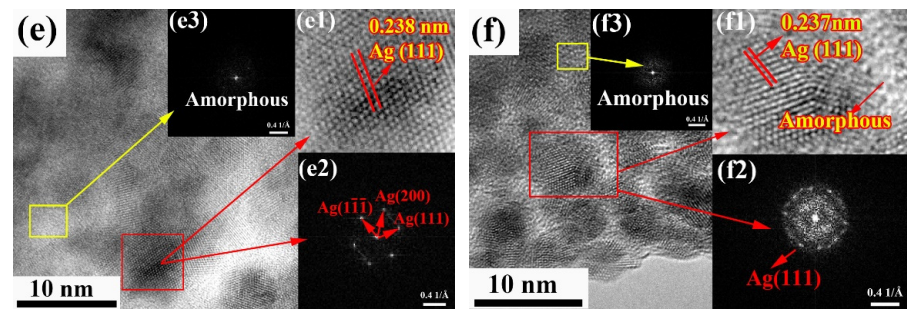 (e)
(e3)
Amorphous
0.4 1/Å
(e1)
0.238 nm
Ag (111)
(e2)
Ag(200)
Ag(11̅1̅)
Ag(111)
0.4 1/Å
10 nm
(f)
(f3)
Amorphous
0.4 1/Å
(f1)
0.237nm
Ag (111)
Amorphous
(f2)
Ag(111)
0.4 1/Å
10 nm